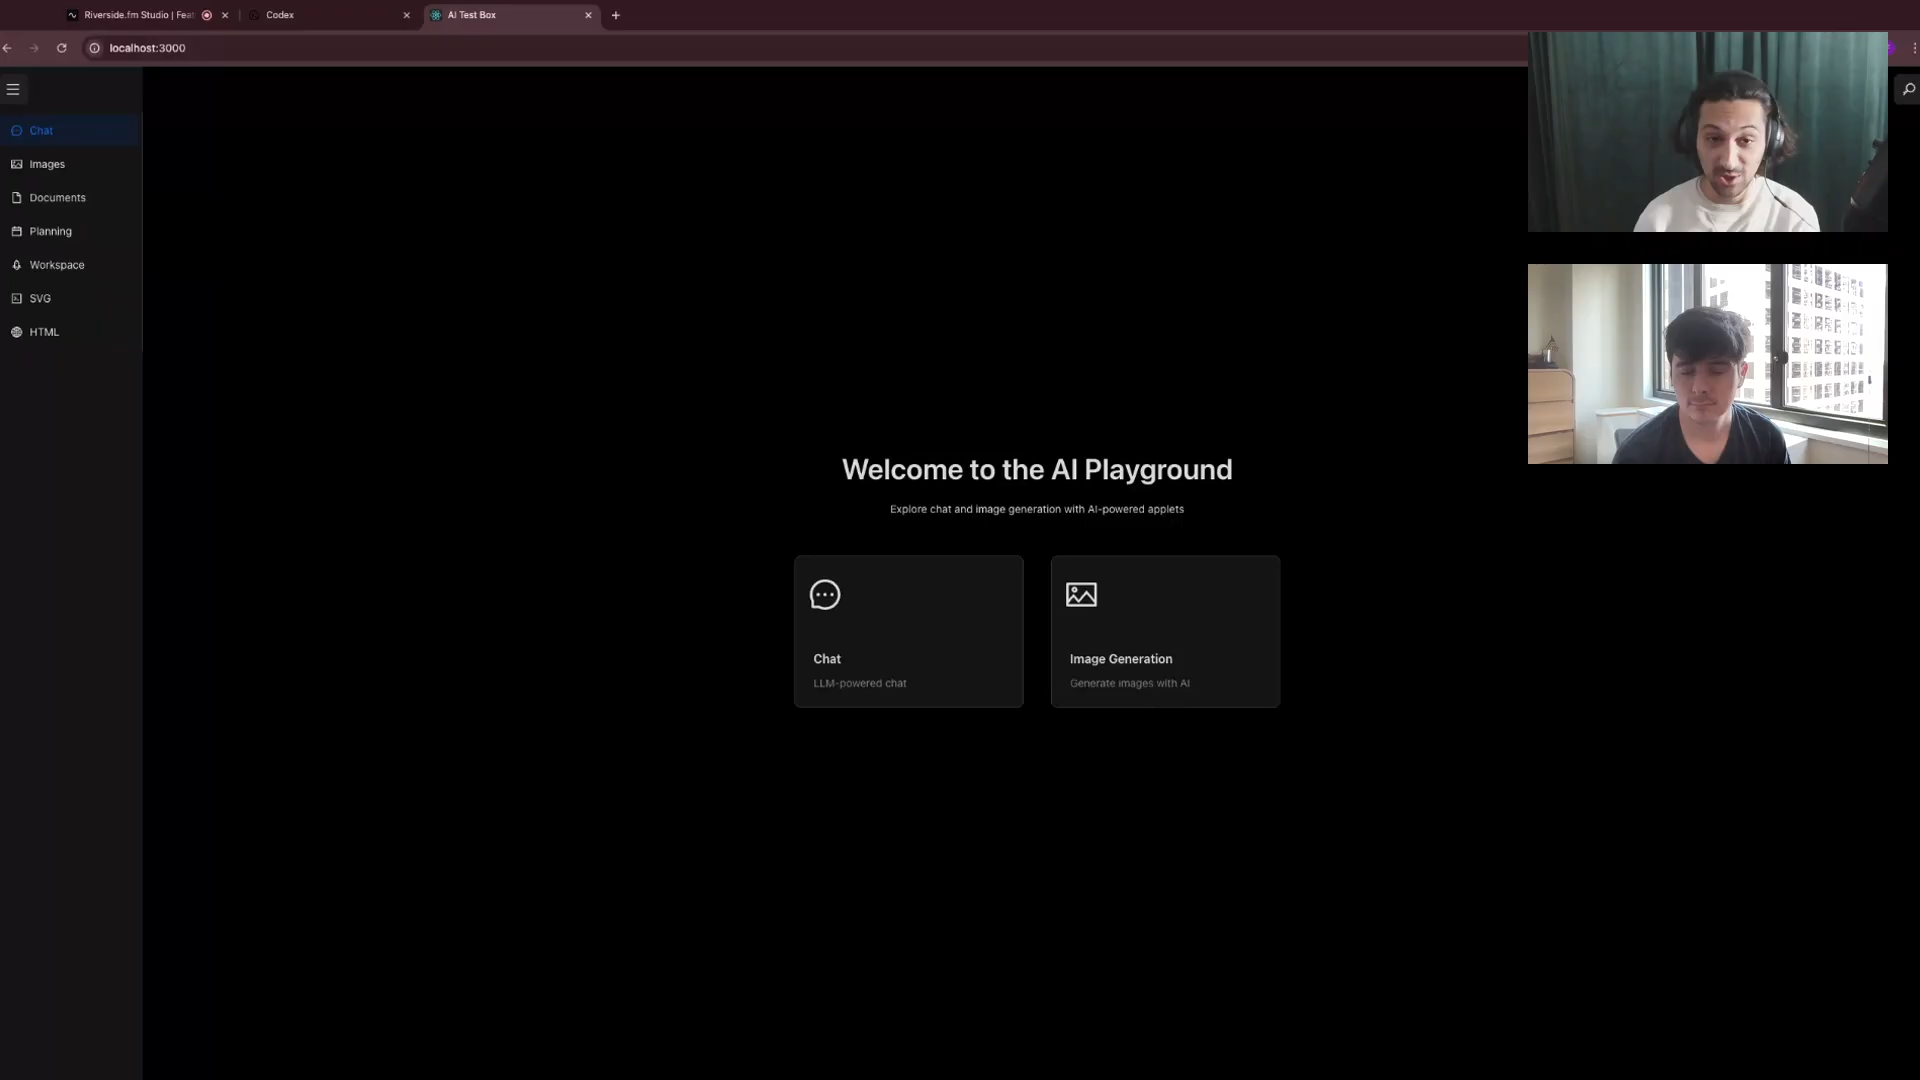 Riverside.fm Studio | Feat
Codex
AI Test Box
localhost:3000
Chat
Images
Documents
Planning
Workspace
SVG
HTML
Welcome to the AI Playground
Explore chat and image generation with AI-powered applets
Chat
LLM-powered chat
Image Generation
Generate images with AI